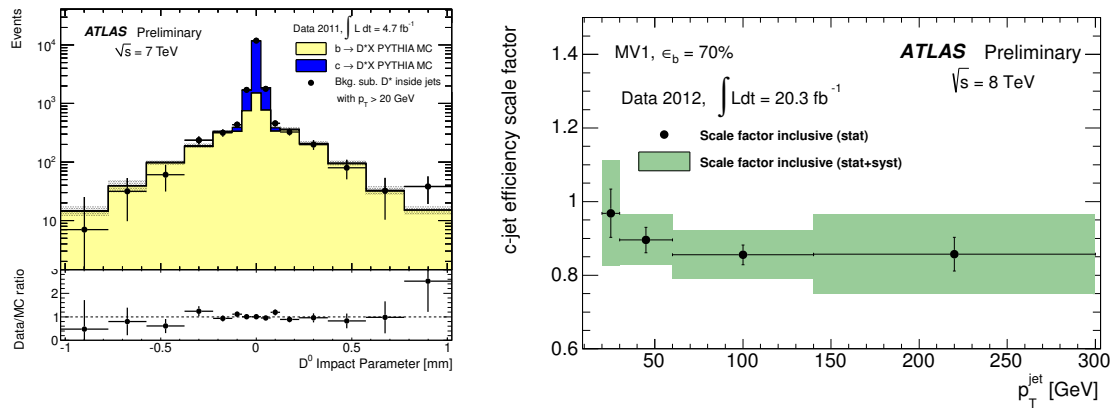 Events
10⁴
10³
10²
10
ATLAS Preliminary
√s = 7 TeV
Data 2011, ∫ L dt = 4.7 fb⁻¹
b → D*X PYTHIA MC
c → D*X PYTHIA MC
Bkg. sub. D* inside jets
with p_T > 20 GeV
Data/MC ratio
3
2
1
0
-1 -0.5 0 0.5 1
D⁰ Impact Parameter [mm]
c-jet efficiency scale factor
1.4
1.2
1
0.8
0.6
MV1, ϵ_b = 70%
ATLAS Preliminary
√s = 8 TeV
Data 2012, ∫Ldt = 20.3 fb⁻¹
Scale factor inclusive (stat)
Scale factor inclusive (stat+syst)
50 100 150 200 250 300
p_T^jet [GeV]